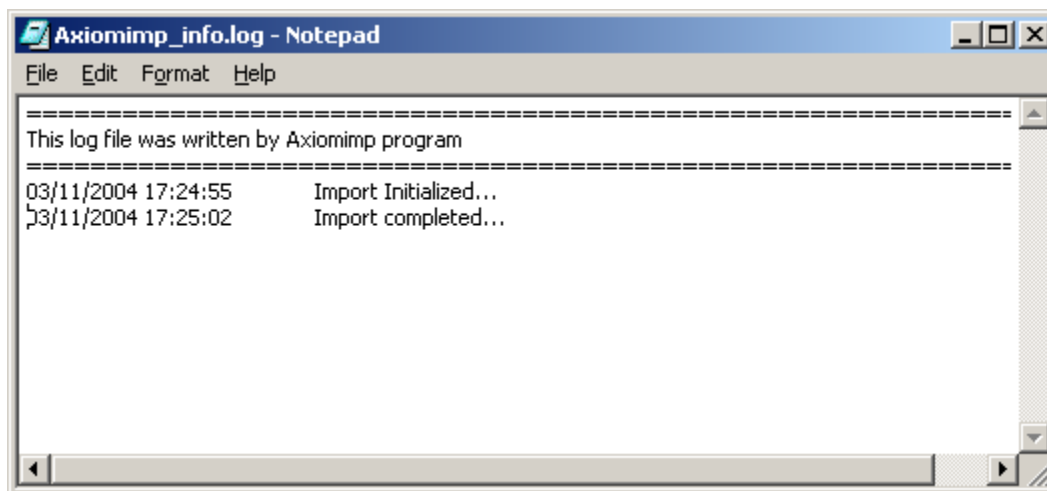 Axiomimp_info.log - Notepad
File Edit Format Help
==========================================================================
This log file was written by Axiomimp program
==========================================================================
03/11/2004 17:24:55 Import Initialized...
03/11/2004 17:25:02 Import completed...